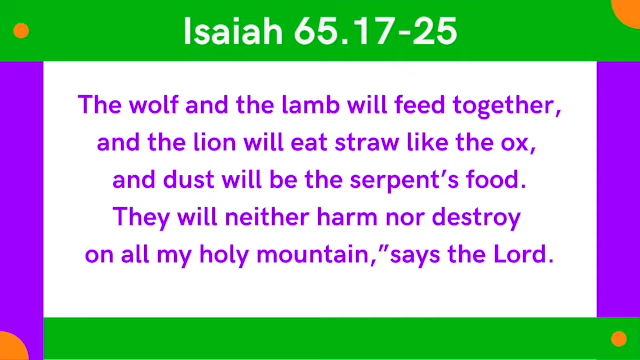 Isaiah 65.17-25
The wolf and the lamb will feed together,
and the lion will eat straw like the ox,
and dust will be the serpent’s food.
They will neither harm nor destroy
on all my holy mountain,”says the Lord.